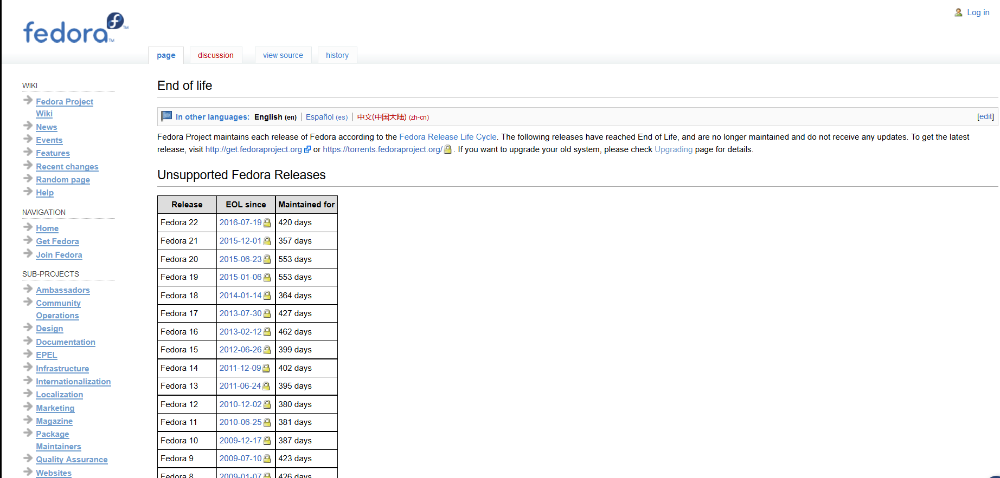 fedora
Log in
page
discussion
view source
history
WIKI
Fedora Project
Wiki
News
Events
Features
Recent changes
Random page
Help
NAVIGATION
Home
Get Fedora
Join Fedora
SUB-PROJECTS
Ambassadors
Community
Operations
Design
Documentation
EPEL
Infrastructure
Internationalization
Localization
Marketing
Magazine
Package
Maintainers
Quality Assurance
Websites
End of life
In other languages: English (en) Español (es) 中文(中国大陆) (zh-cn)
[edit]
Fedora Project maintains each release of Fedora according to the Fedora Release Life Cycle. The following releases have reached End of Life, and are no longer maintained and do not receive any updates. To get the latest
release, visit http://get.fedoraproject.org or https://torrents.fedoraproject.org/ . If you want to upgrade your old system, please check Upgrading page for details.
Unsupported Fedora Releases
Release EOL since Maintained for
Fedora 22 2016-07-19 420 days
Fedora 21 2015-12-01 357 days
Fedora 20 2015-06-23 553 days
Fedora 19 2015-01-06 553 days
Fedora 18 2014-01-14 364 days
Fedora 17 2013-07-30 427 days
Fedora 16 2013-02-12 462 days
Fedora 15 2012-06-26 399 days
Fedora 14 2011-12-09 402 days
Fedora 13 2011-06-24 395 days
Fedora 12 2010-12-02 380 days
Fedora 11 2010-06-25 381 days
Fedora 10 2009-12-17 387 days
Fedora 9 2009-07-10 423 days
Fedora 8 2009-01-07 426 days